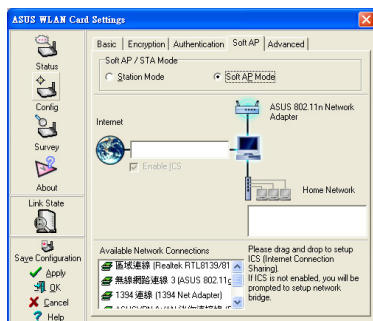 ASUS WLAN Card Settings
Status
Config
Survey
About
Link State
Save Configuration
Apply
OK
Cancel
Help
Basic
Encryption
Authentication
Soft AP
Advanced
Soft AP / STA Mode
Station Mode
Soft AP Mode
Internet
ASUS 802.11n Network
Adapter
Enable ICS
Home Network
Available Network Connections
區域連線 (Realtek RTL8139/81
無線網路連線 3 (ASUS 802.11g
1394 連線 (1394 Net Adapter)
Please drag and drop to setup
ICS (Internet Connection
Sharing).
If ICS is not enabled, you will be
prompted to setup network
bridge.